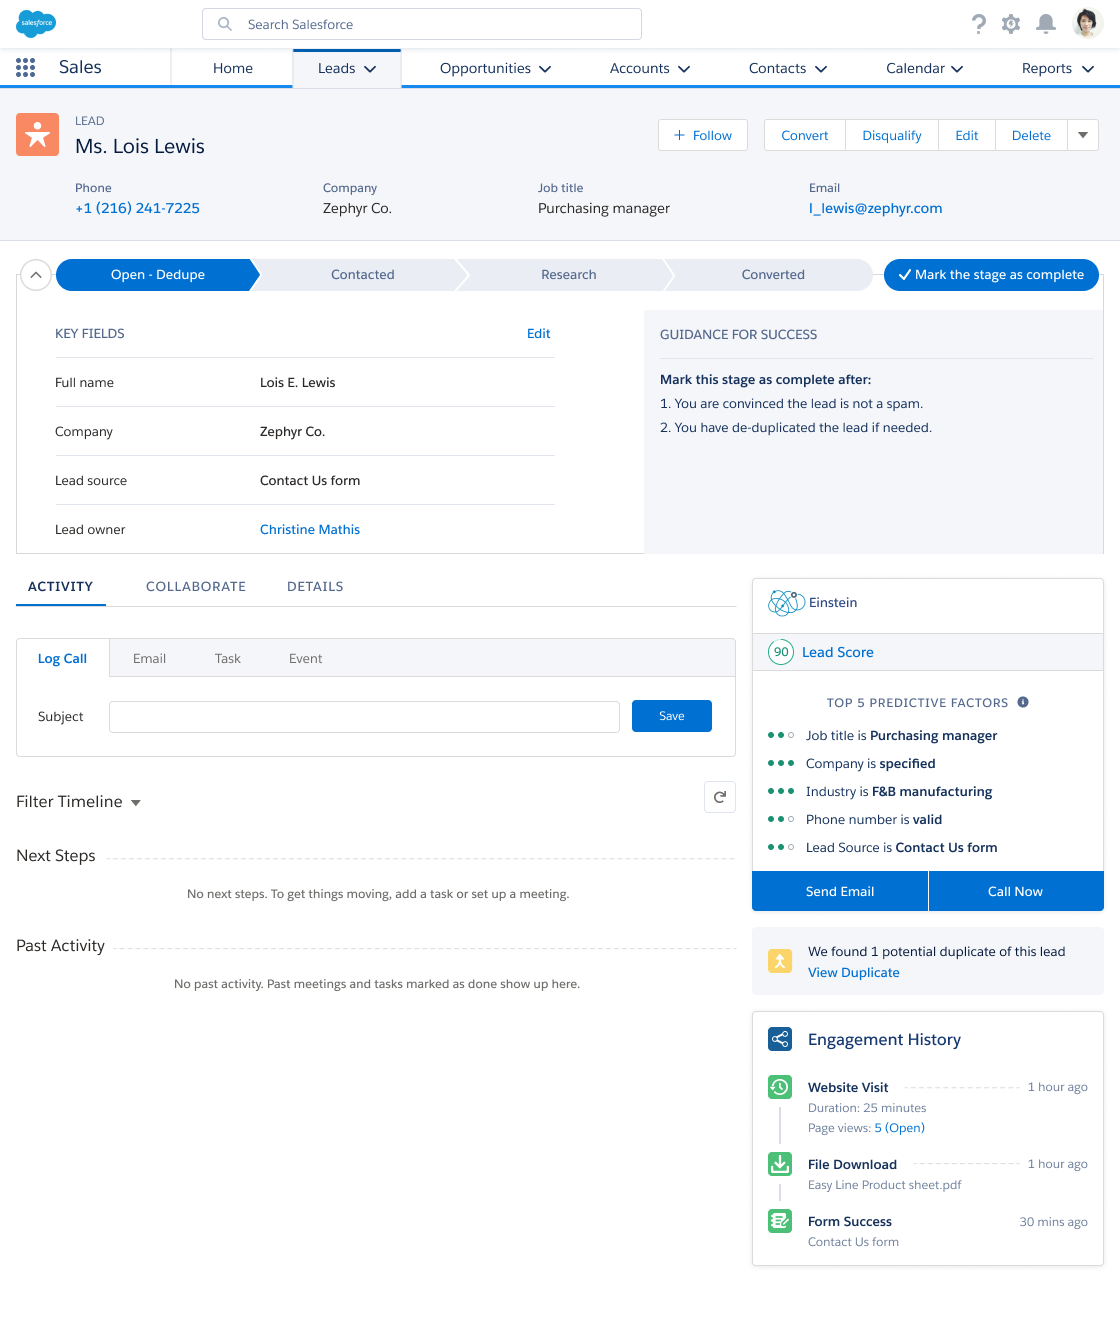 salesforce
Search Salesforce
Sales
Home
Leads
Opportunities
Accounts
Contacts
Calendar
Reports
LEAD
Ms. Lois Lewis
+ Follow
Convert
Disqualify
Edit
Delete
Phone
Company
Job title
Email
+1 (216) 241-7225
Zephyr Co.
Purchasing manager
l_lewis@zephyr.com
Open - Dedupe
Contacted
Research
Converted
Mark the stage as complete
KEY FIELDS
Edit
Full name
Lois E. Lewis
Company
Zephyr Co.
Lead source
Contact Us form
Lead owner
Christine Mathis
GUIDANCE FOR SUCCESS
Mark this stage as complete after:
1. You are convinced the lead is not a spam.
2. You have de-duplicated the lead if needed.
ACTIVITY
COLLABORATE
DETAILS
Log Call
Email
Task
Event
Subject
Save
Filter Timeline
Next Steps
No next steps. To get things moving, add a task or set up a meeting.
Past Activity
No past activity. Past meetings and tasks marked as done show up here.
Einstein
90 Lead Score
TOP 5 PREDICTIVE FACTORS
Job title is Purchasing manager
Company is specified
Industry is F&B manufacturing
Phone number is valid
Lead Source is Contact Us form
Send Email
Call Now
We found 1 potential duplicate of this lead
View Duplicate
Engagement History
Website Visit
1 hour ago
Duration: 25 minutes
Page views: 5 (Open)
File Download
1 hour ago
Easy Line Product sheet.pdf
Form Success
30 mins ago
Contact Us form